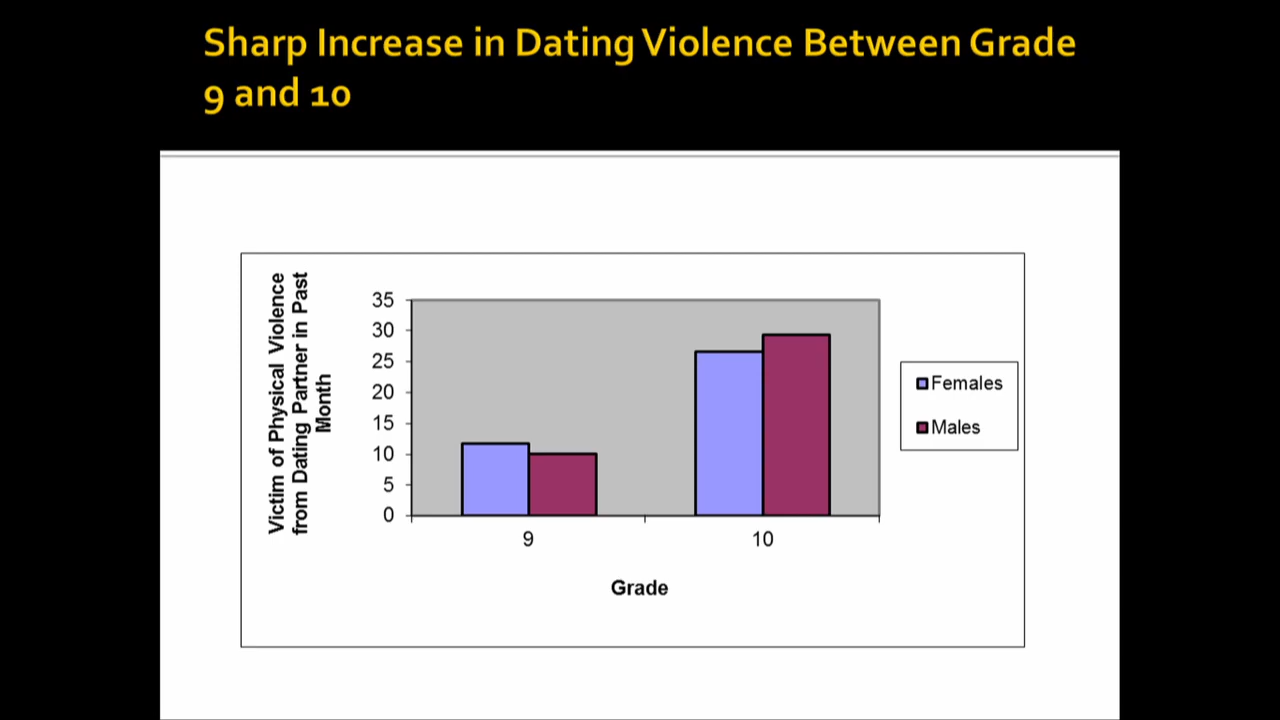 Sharp Increase in Dating Violence Between Grade
9 and 10
Victim of Physical Violence
from Dating Partner in Past
Month
35
30
25
20
15
10
5
0
9
10
Grade
Females
Males